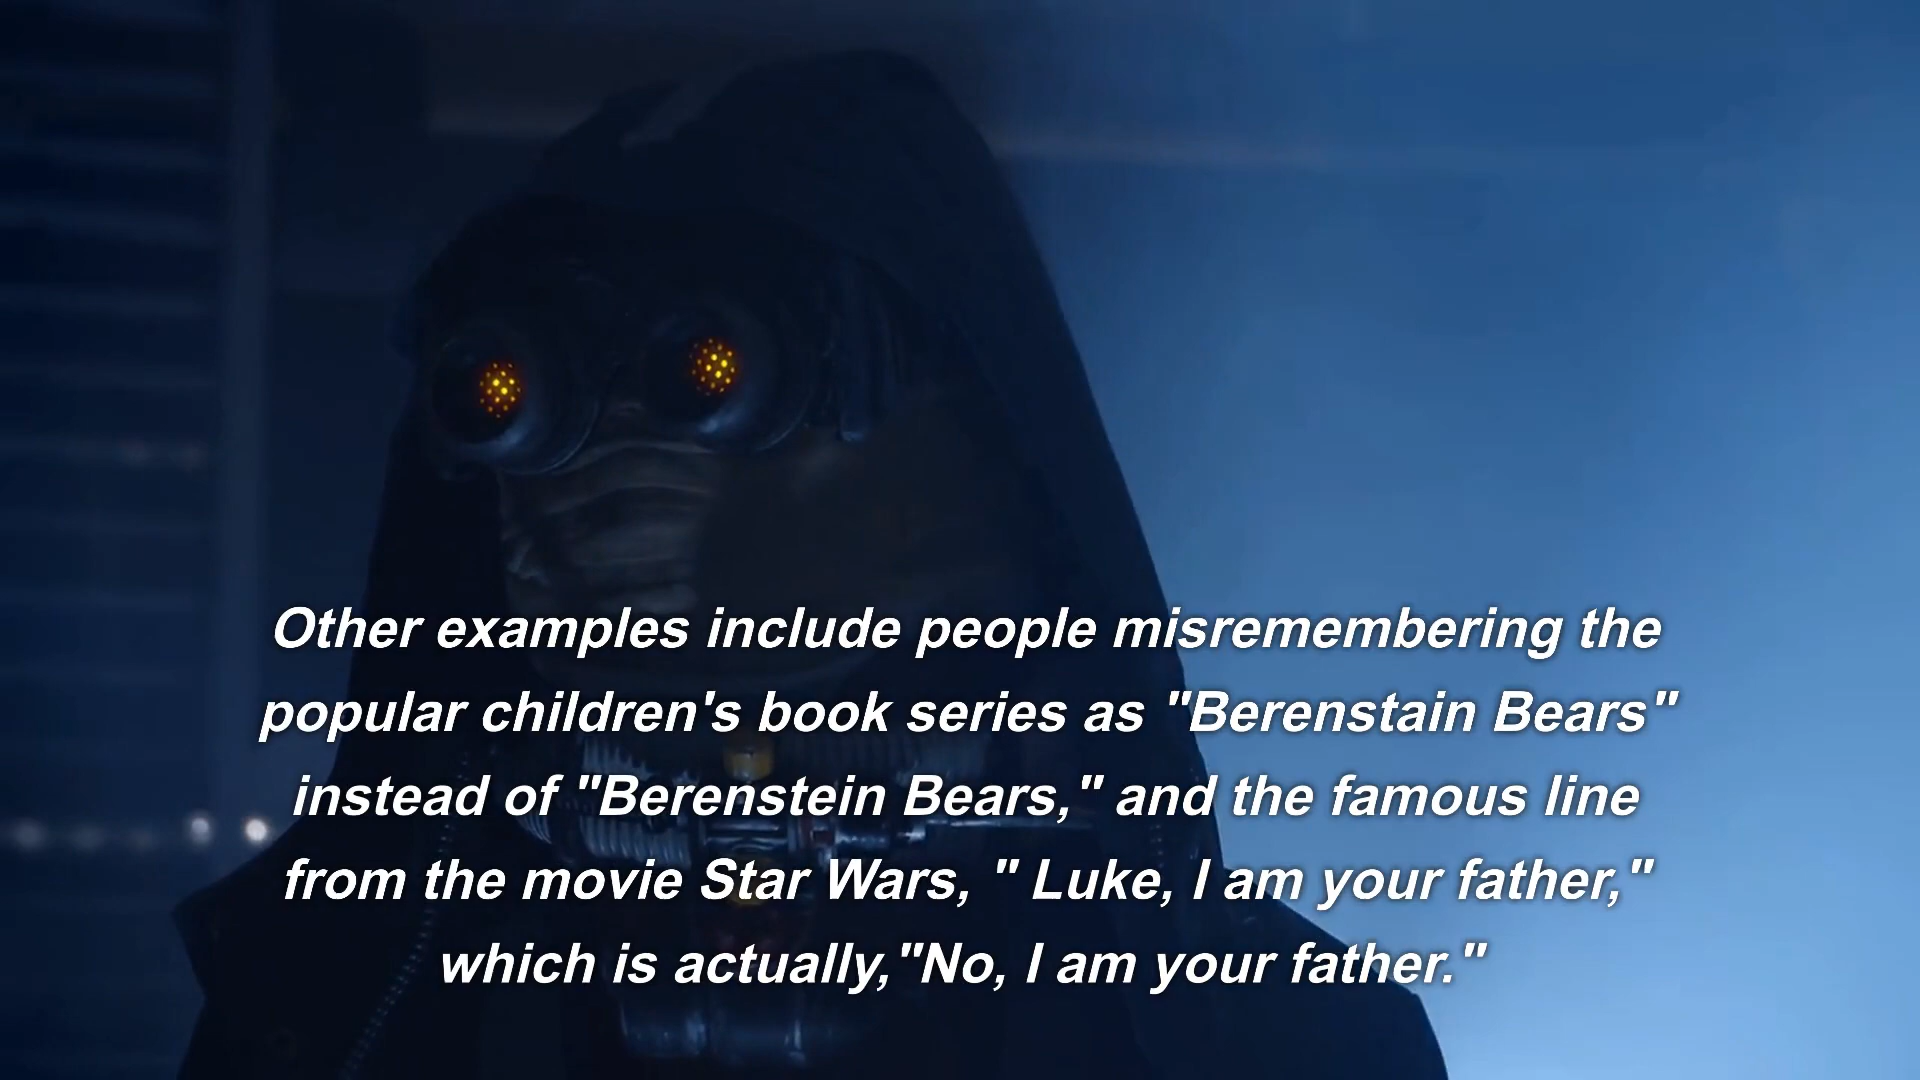 Other examples include people misremembering the
popular children's book series as "Berenstain Bears"
instead of "Berenstein Bears," and the famous line
from the movie Star Wars, " Luke, I am your father,"
which is actually,"No, I am your father."